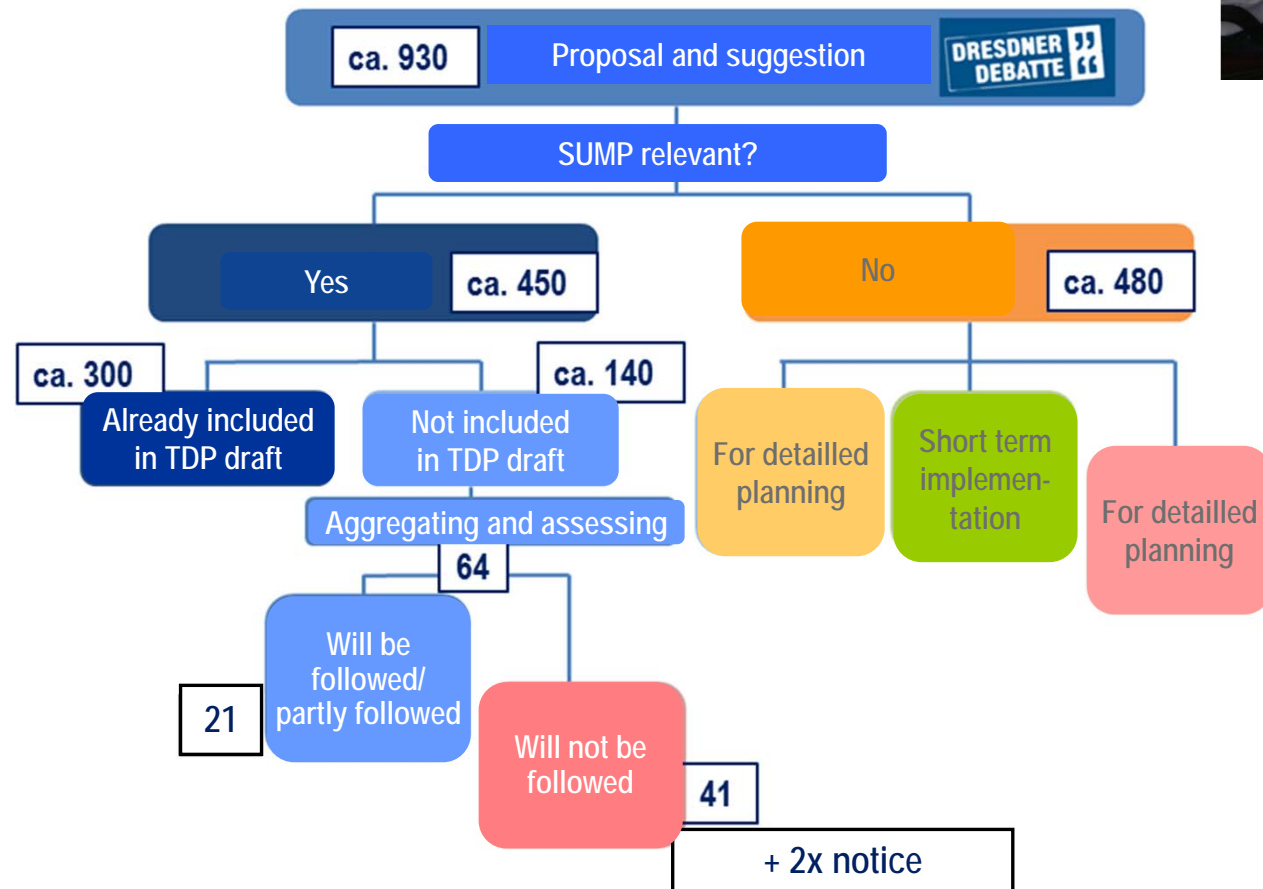 ca. 930
Proposal and suggestion
DRESDNER
DEBATTE
SUMP relevant?
Yes
ca. 450
No
ca. 480
ca. 300
ca. 140
Already included
in TDP draft
Not included
in TDP draft
For detailled
planning
Short term
implemen-
tation
For detailled
planning
Aggregating and assessing
64
Will be
followed/
partly followed
21
Will not be
followed
41
+ 2x notice